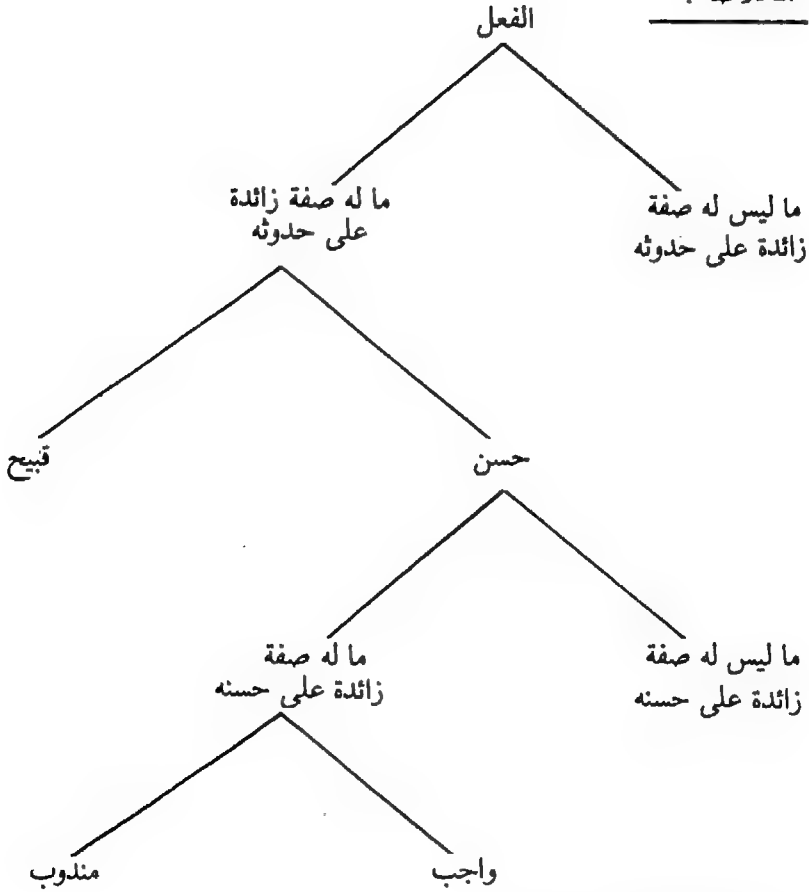 الفعل
ما ليس له صفة
زائدة على حدوثه
ما له صفة زائدة
على حدوثه
حسن
قبيح
ما ليس له صفة
زائدة على حسنه
ما له صفة
زائدة على حسنه
واجب
مندوب